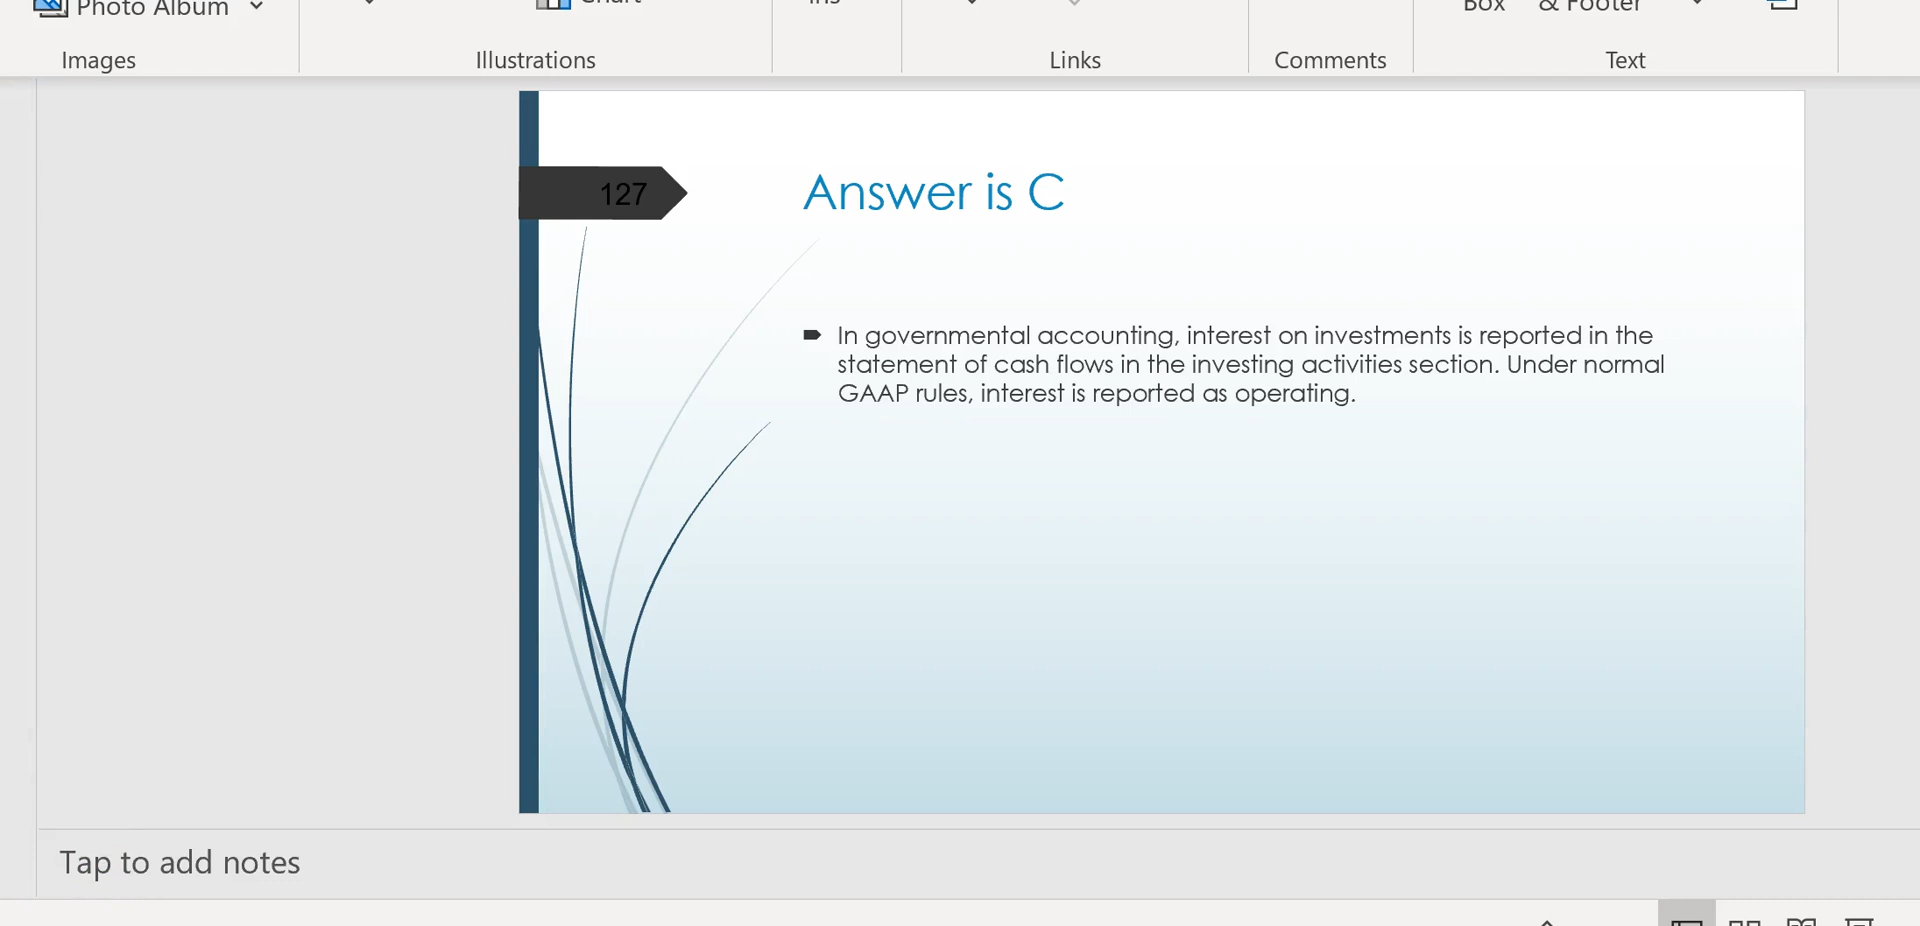 Photo Album
Images
Illustrations
Links
Comments
Box & Footer
Text
127
Answer is C
In governmental accounting, interest on investments is reported in the
statement of cash flows in the investing activities section. Under normal
GAAP rules, interest is reported as operating.
Tap to add notes